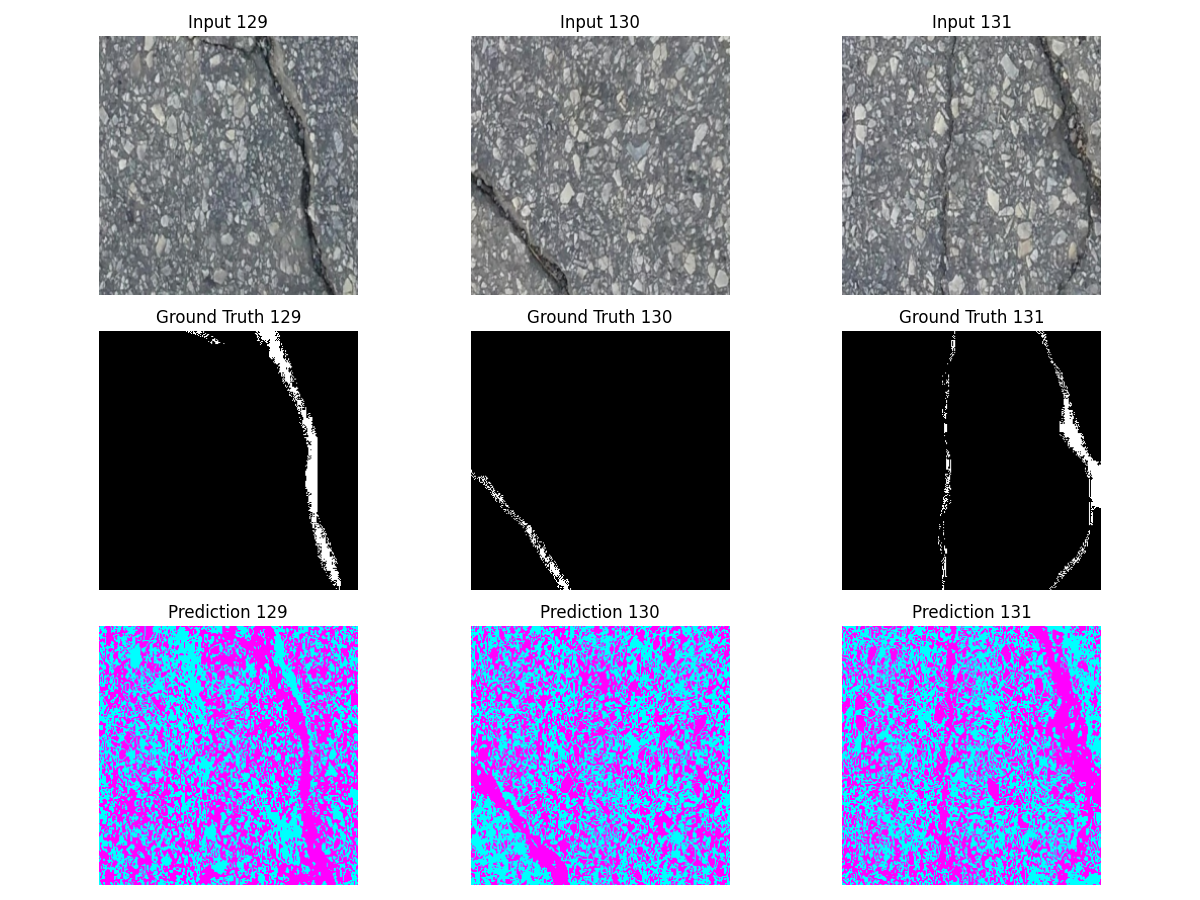 Input 129
Input 130
Input 131
Ground Truth 129
Ground Truth 130
Ground Truth 131
Prediction 129
Prediction 130
Prediction 131